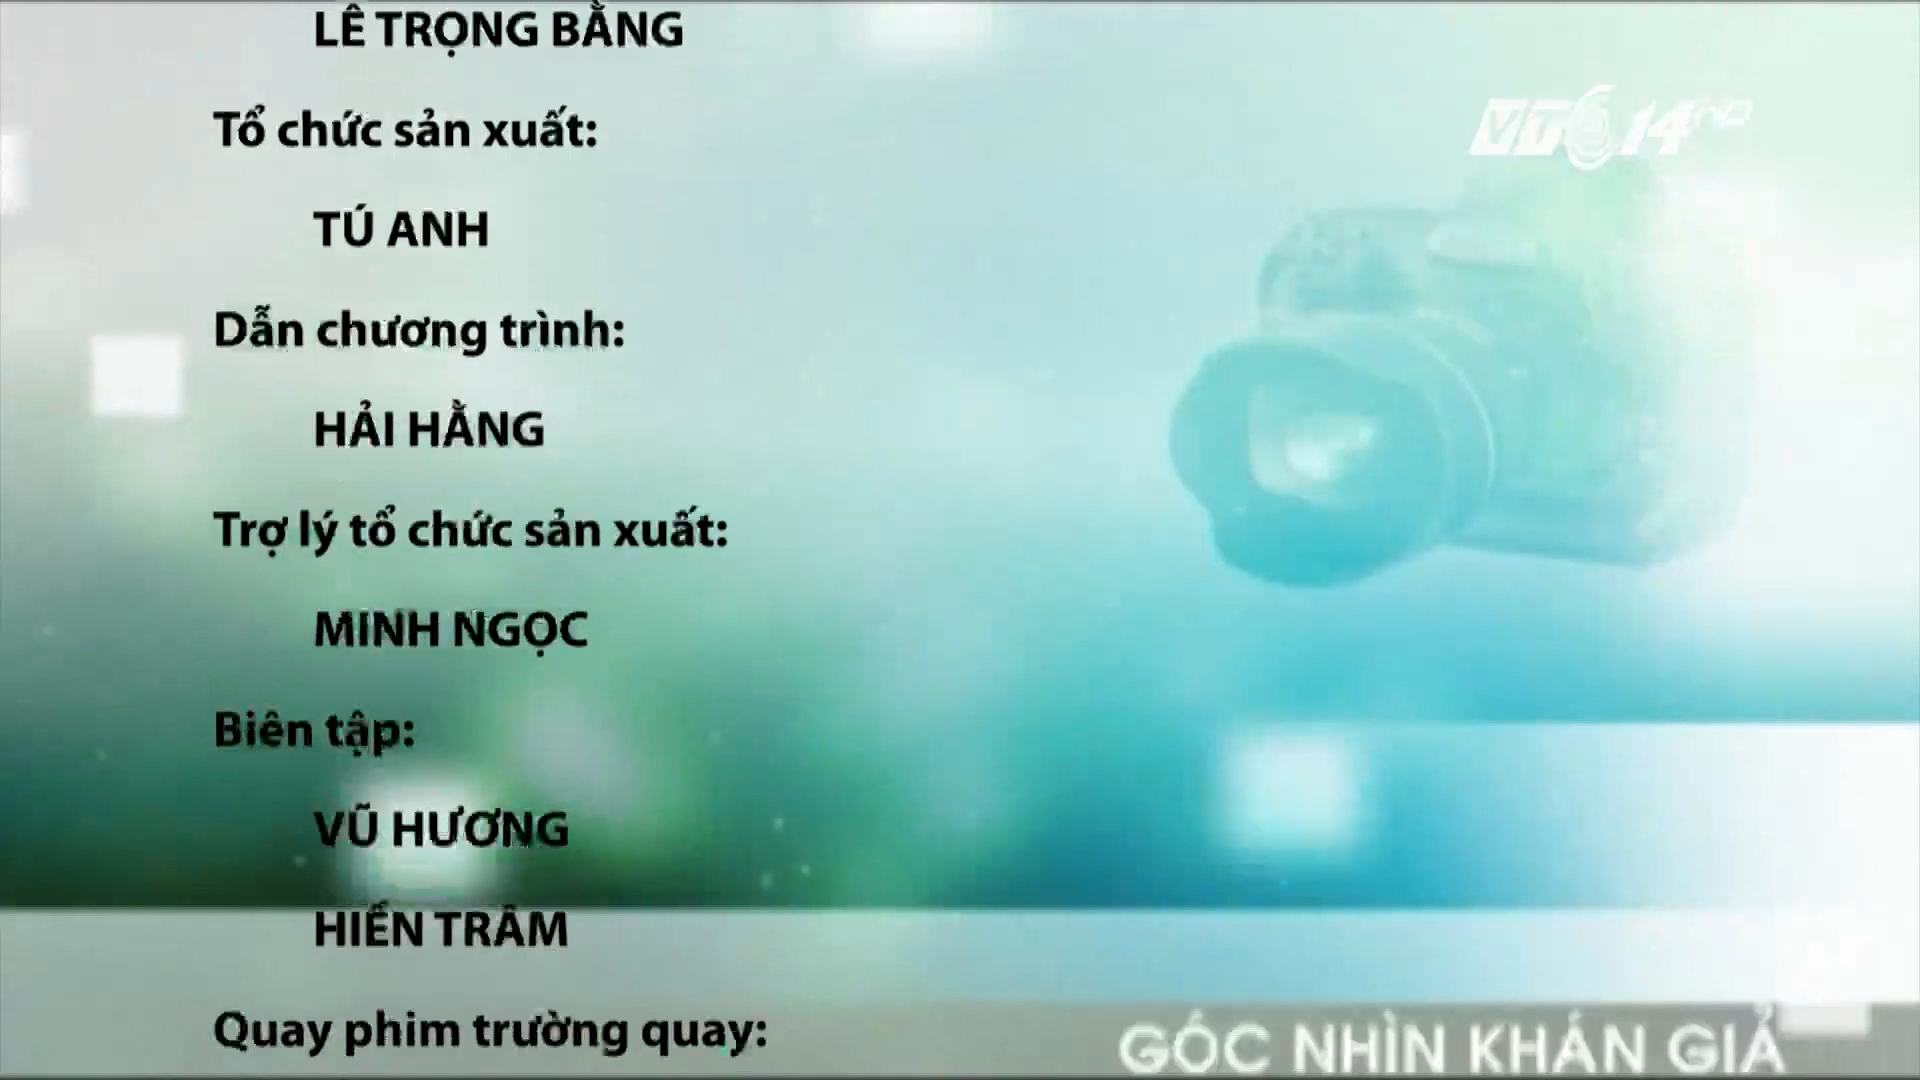 LÊ TRỌNG BẰNG
Tổ chức sản xuất:
TÚ ANH
Dẫn chương trình:
HẢI HẰNG
Trợ lý tổ chức sản xuất:
MINH NGỌC
Biên tập:
VŨ HƯƠNG
HIỀN TRÂM
Quay phim trường quay:
VTC14 HD
GÓC NHÌN KHÁN GIẢ